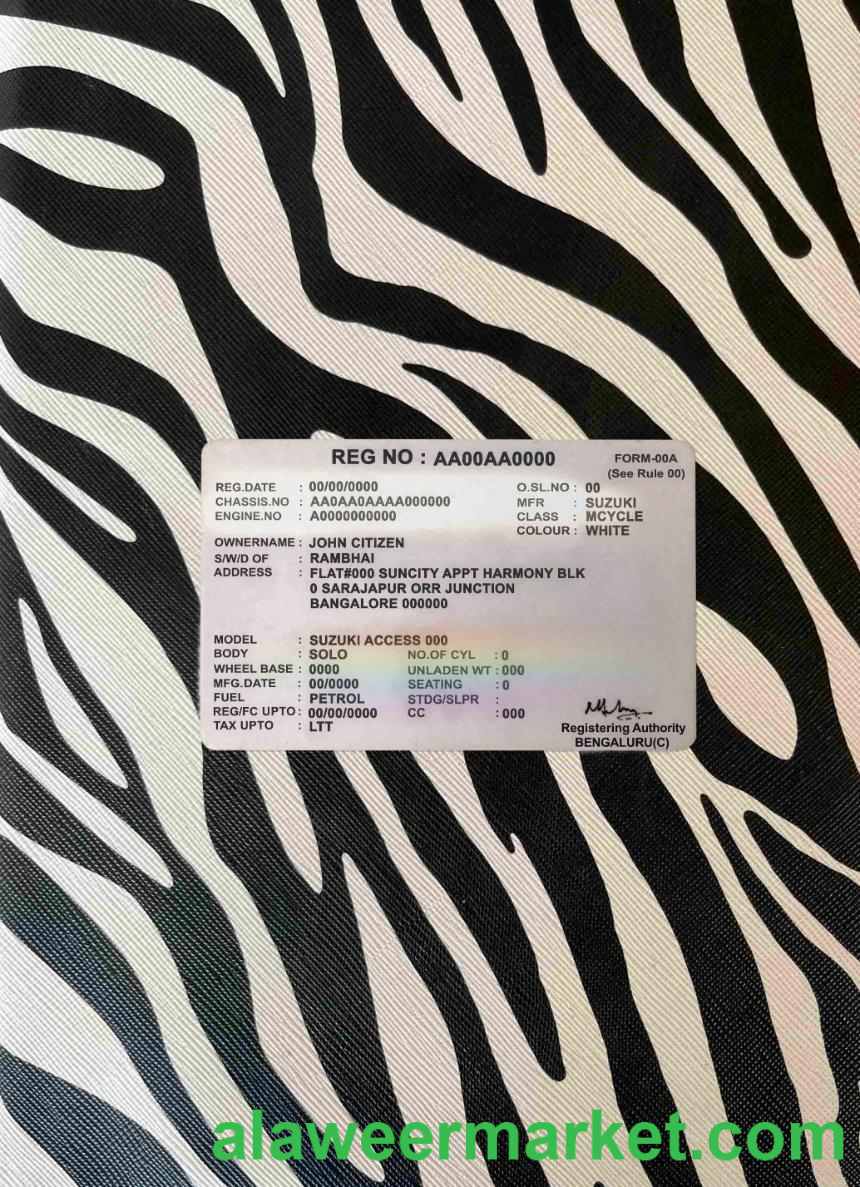 REG NO : AA00AA0000
FORM-00A
(See Rule 00)
REG.DATE : 00/00/0000 O.SL.NO : 00
CHASSIS.NO : AA0AA0AAAA000000 MFR : SUZUKI
ENGINE.NO : A0000000000 CLASS : MCYCLE
COLOUR : WHITE
OWNERNAME : JOHN CITIZEN
S/W/D OF : RAMBHAI
ADDRESS : FLAT#000 SUNCITY APPT HARMONY BLK
0 SARAJAPUR ORR JUNCTION
BANGALORE 000000
MODEL : SUZUKI ACCESS 000
BODY : SOLO NO.OF CYL : 0
WHEEL BASE : 0000 UNLADEN WT : 000
MFG.DATE : 00/0000 SEATING : 0
FUEL : PETROL STDG/SLPR :
REG/FC UPTO : 00/00/0000 CC : 000
TAX UPTO : LTT
Registering Authority
BENGALURU(C)
alaweermarket.com